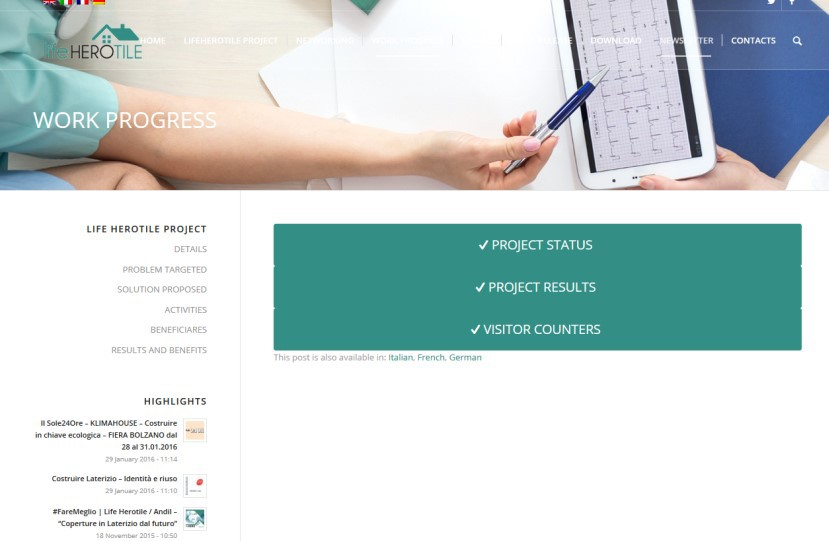 Life HEROTILE
HOME LIFEHEROTILE PROJECT DOWNLOAD NEWSLETTER CONTACTS
WORK PROGRESS
LIFE HEROTILE PROJECT
DETAILS
PROBLEM TARGETED
SOLUTION PROPOSED
ACTIVITIES
BENEFICIARES
RESULTS AND BENEFITS
HIGHLIGHTS
Il Sole24Ore – KLIMAHOUSE – Costruire
in chiave ecologica – FIERA BOLZANO dal
28 al 31.01.2016
29 January 2016 - 11:14
Costruire Laterizio – Identità e riuso
29 January 2016 - 11:10
#FareMeglio | Life Herotile / Andil –
“Coperture in Laterizio dal futuro”
18 November 2015 - 10:50
✓ PROJECT STATUS
✓ PROJECT RESULTS
✓ VISITOR COUNTERS
This post is also available in: Italian, French, German